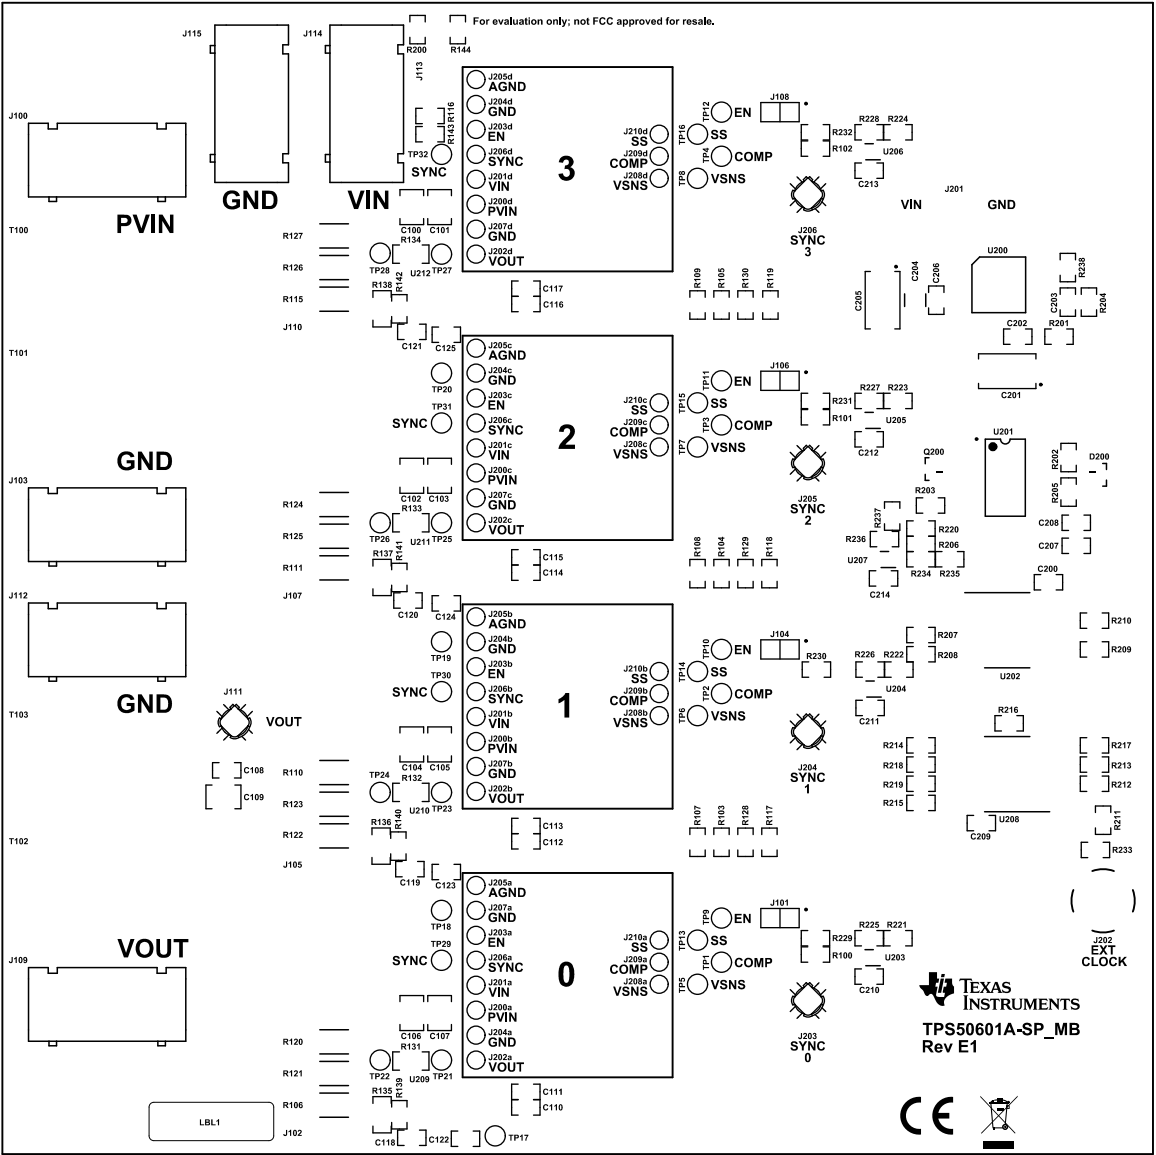 For evaluation only; not FCC approved for resale.
J115
J114
R200
R144
J113
J100
R116
R143
TP32
SYNC
GND
VIN
PVIN
J205d
AGND
J204d
GND
J203d
EN
J206d
SYNC
J201d
VIN
J200d
PVIN
J207d
GND
J202d
VOUT
3
J210d
SS
J209d
COMP
J208d
VSNS
TP12
EN
TP16
SS
TP4
COMP
TP8
VSNS
J108
R232
R102
R228
R224
U206
C213
J206
SYNC
3
J201
VIN
GND
T100
R127
R126
R115
J110
C100
C101
R134
TP28
U212
TP27
R138
R142
C121
C125
C117
C116
R109
R105
R130
R119
C205
C204
C206
U200
R238
C203
R204
C202
R201
C201
T101
TP20
TP31
SYNC
J205c
AGND
J204c
GND
J203c
EN
J206c
SYNC
J201c
VIN
J200c
PVIN
J207c
GND
J202c
VOUT
2
J210c
SS
J209c
COMP
J208c
VSNS
TP11
EN
TP15
SS
TP3
COMP
TP7
VSNS
J106
R231
R101
R227
R223
U205
C212
J205
SYNC
2
U201
Q200
R203
R202
D200
R205
R237
R236
R220
R206
U207
R234
R235
C214
C208
C207
C200
GND
J103
R124
R125
R111
J107
C102
C103
R133
TP26
U211
TP25
R137
R141
C120
C124
C115
C114
R108
R104
R129
R118
J112
GND
TP19
TP30
SYNC
J205b
AGND
J204b
GND
J203b
EN
J206b
SYNC
J201b
VIN
J200b
PVIN
J207b
GND
J202b
VOUT
1
J210b
SS
J209b
COMP
J208b
VSNS
TP10
EN
TP14
SS
TP2
COMP
TP6
VSNS
J104
R230
R226
R222
U204
C211
J204
SYNC
1
R207
R208
R210
R209
U202
R216
R214
R218
R219
R215
R217
R213
R212
U208
C209
R211
R233
T103
J111
VOUT
C108
C109
R110
R123
R122
J105
C104
C105
TP24
R132
U210
TP23
R136
R140
C119
C123
C113
C112
R107
R103
R128
R117
T102
VOUT
J109
TP18
TP29
SYNC
J205a
AGND
J207a
GND
J203a
EN
J206a
SYNC
J201a
VIN
J200a
PVIN
J204a
GND
J202a
VOUT
0
J210a
SS
J209a
COMP
J208a
VSNS
TP9
EN
TP13
SS
TP1
COMP
TP5
VSNS
J101
R229
R100
R225
R221
U203
C210
J203
SYNC
0
J202
EXT
CLOCK
TEXAS
INSTRUMENTS
TPS50601A-SP_MB
Rev E1
R120
R121
R106
J102
C106
C107
R131
TP22
U209
TP21
R135
R139
C118
C122
TP17
C111
C110
LBL1
CE